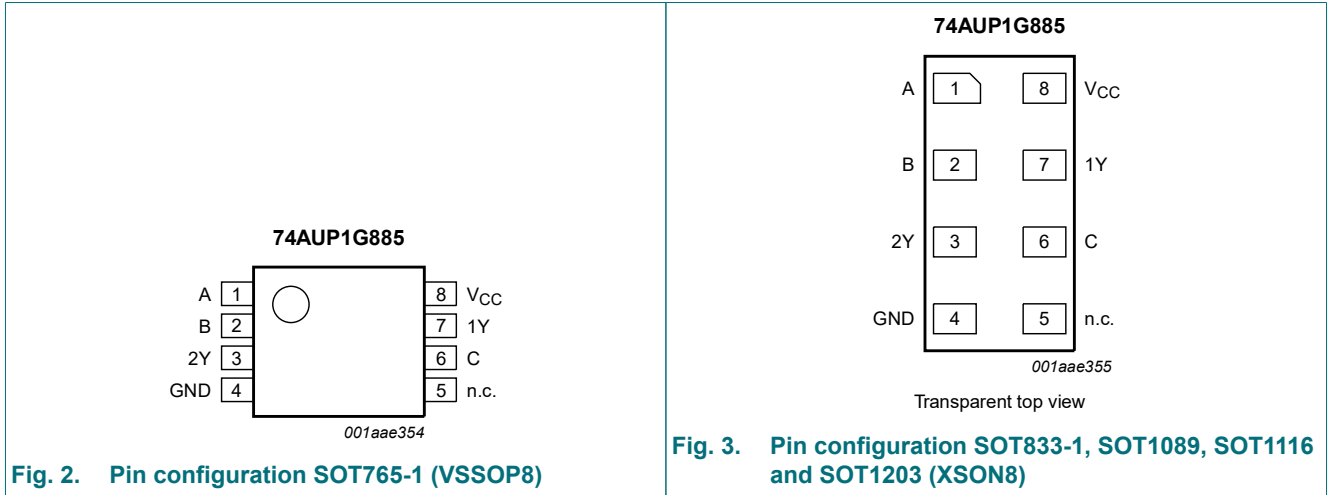 74AUP1G885
A 1 8 VCC
B 2 7 1Y
2Y 3 6 C
GND 4 5 n.c.
001aae354
Fig. 2. Pin configuration SOT765-1 (VSSOP8)
74AUP1G885
A 1 8 VCC
B 2 7 1Y
2Y 3 6 C
GND 4 5 n.c.
001aae355
Transparent top view
Fig. 3. Pin configuration SOT833-1, SOT1089, SOT1116
and SOT1203 (XSON8)